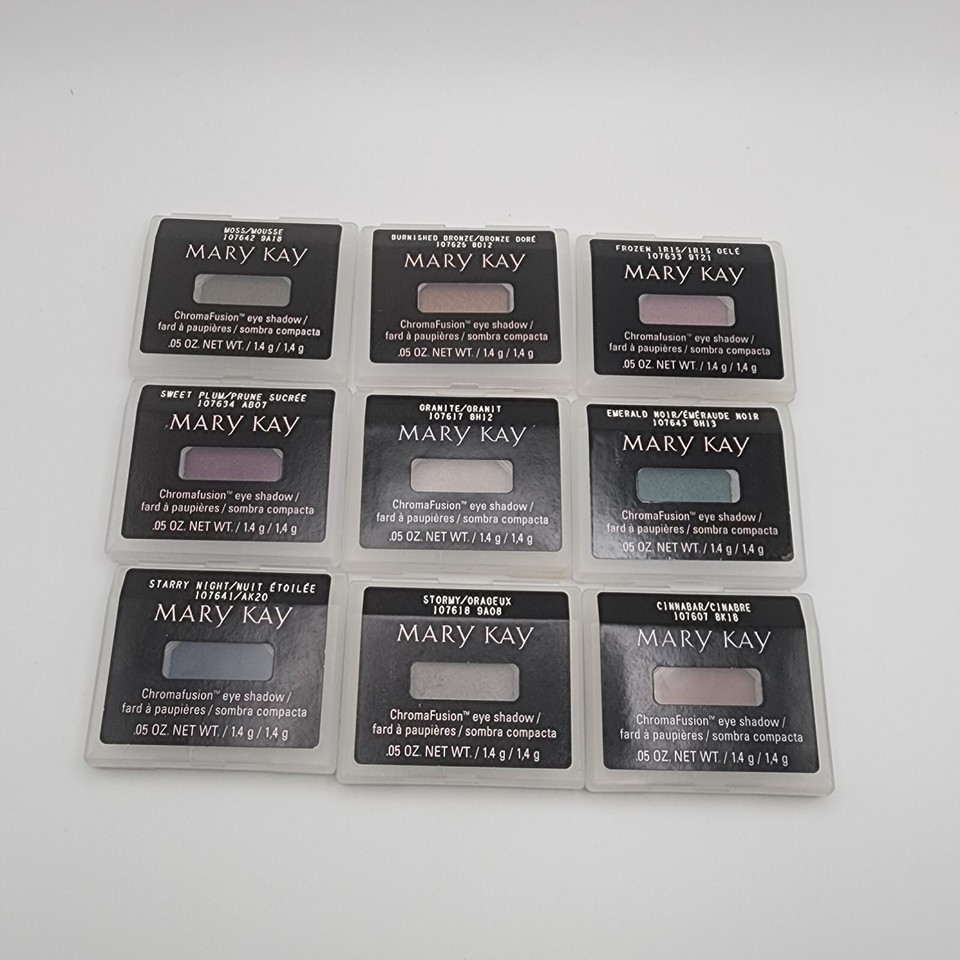 MOSS/MOUSSE
107642 9A18
MARY KAY
ChromaFusion™ eye shadow /
fard à paupières / sombra compacta
.05 OZ. NET WT. / 1.4 g / 1,4 g
BURNISHED BRONZE/BRONZE DORÉ
107625 8D12
MARY KAY
ChromaFusion™ eye shadow /
fard à paupières / sombra compacta
.05 OZ. NET WT. / 1.4 g / 1,4 g
FROZEN IRIS/IRIS GELÉ
107633 9T21
MARY KAY
Chromafusion™ eye shadow /
fard à paupières / sombra compacta
.05 OZ. NET WT. / 1.4 g / 1,4 g
SWEET PLUM/PRUNE SUCRÉE
107634 AB07
MARY KAY
Chromafusion™ eye shadow /
fard à paupières / sombra compacta
.05 OZ. NET WT. / 1.4 g / 1,4 g
GRANITE/GRANIT
107617 8H12
MARY KAY
ChromaFusion™ eye shadow /
fard à paupières / sombra compacta
.05 OZ. NET WT. / 1.4 g / 1,4 g
EMERALD NOIR/ÉMÉRAUDE NOIR
107643 8H13
MARY KAY
ChromaFusion™ eye shadow /
fard à paupières / sombra compacta
.05 OZ. NET WT. / 1.4 g / 1,4 g
STARRY NIGHT/NUIT ÉTOILÉE
107641/AK20
MARY KAY
Chromafusion™ eye shadow /
fard à paupières / sombra compacta
.05 OZ. NET WT. / 1.4 g / 1,4 g
STORMY/ORAGEUX
107618 9A08
MARY KAY
ChromaFusion™ eye shadow /
fard à paupières / sombra compacta
.05 OZ. NET WT. / 1.4 g / 1,4 g
CINNABAR/CINABRE
107607 8K18
MARY KAY
ChromaFusion™ eye shadow /
fard à paupières / sombra compacta
.05 OZ. NET WT. / 1.4 g / 1,4 g